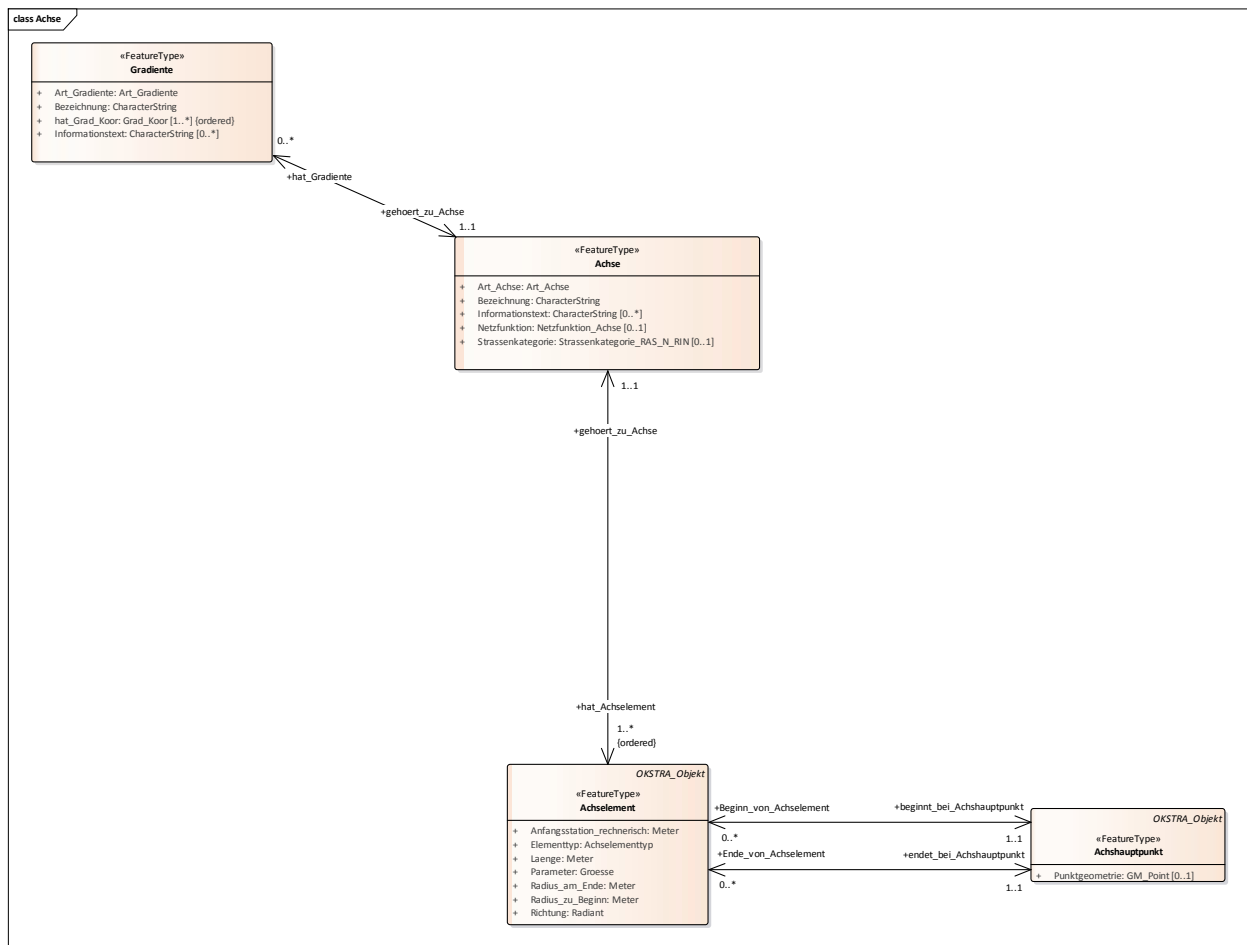 class Achse
«FeatureType»
Gradiente
+ Art_Gradiente: Art_Gradiente
+ Bezeichnung: CharacterString
+ hat_Grad_Koor: Grad_Koor [1..*] {ordered}
+ Informationstext: CharacterString [0..*]
0..*
+hat_Gradiente
+gehoert_zu_Achse
1..1
«FeatureType»
Achse
+ Art_Achse: Art_Achse
+ Bezeichnung: CharacterString
+ Informationstext: CharacterString [0..*]
+ Netzfunktion: Netzfunktion_Achse [0..1]
+ Strassenkategorie: Strassenkategorie_RAS_N_RIN [0..1]
1..1
+gehoert_zu_Achse
+hat_Achselement
1..*
{ordered}
OKSTRA_Objekt
«FeatureType»
Achselement
+ Anfangsstation_rechnerisch: Meter
+ Elementtyp: Achselementtyp
+ Laenge: Meter
+ Parameter: Groesse
+ Radius_am_Ende: Meter
+ Radius_zu_Beginn: Meter
+ Richtung: Radiant
+Beginn_von_Achselement
+beginnt_bei_Achshauptpunkt
0..*
1..1
+Ende_von_Achselement
+endet_bei_Achshauptpunkt
0..*
1..1
OKSTRA_Objekt
«FeatureType»
Achshauptpunkt
+ Punktgeometrie: GM_Point [0..1]